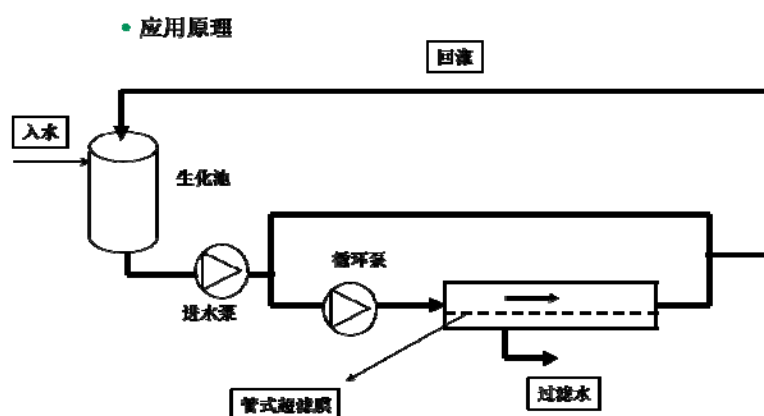 • 应用原理
回流
入水
生化池
循环泵
进水泵
管式超滤膜
过滤水